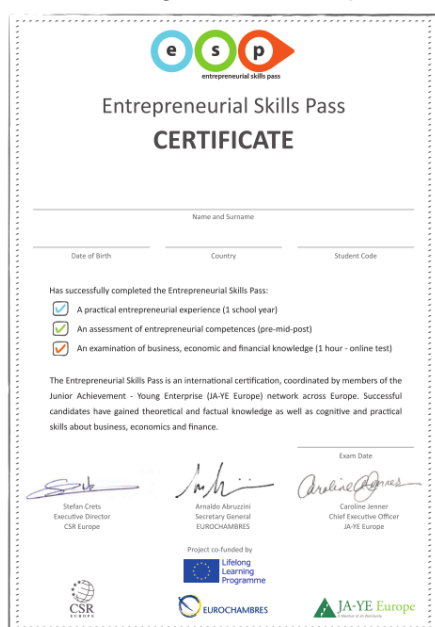 e s p
entrepreneurial skills pass
Entrepreneurial Skills Pass
CERTIFICATE
Name and Surname
Date of Birth Country Student Code
Has successfully completed the Entrepreneurial Skills Pass:
A practical entrepreneurial experience (1 school year)
An assessment of entrepreneurial competences (pre-mid-post)
An examination of business, economic and financial knowledge (1 hour - online test)
The Entrepreneurial Skills Pass is an international certification, coordinated by members of the
Junior Achievement - Young Enterprise (JA-YE Europe) network across Europe. Successful
candidates have gained theoretical and factual knowledge as well as cognitive and practical
skills about business, economics and finance.
Exam Date
Stefan Crets Arnaldo Abruzzini Caroline Jenner
Executive Director Secretary General Chief Executive Officer
CSR Europe EUROCHAMBRES JA-YE Europe
Project co-funded by
Lifelong
Learning
Programme
CSR
EUROPE
EUROCHAMBRES
JA-YE Europe